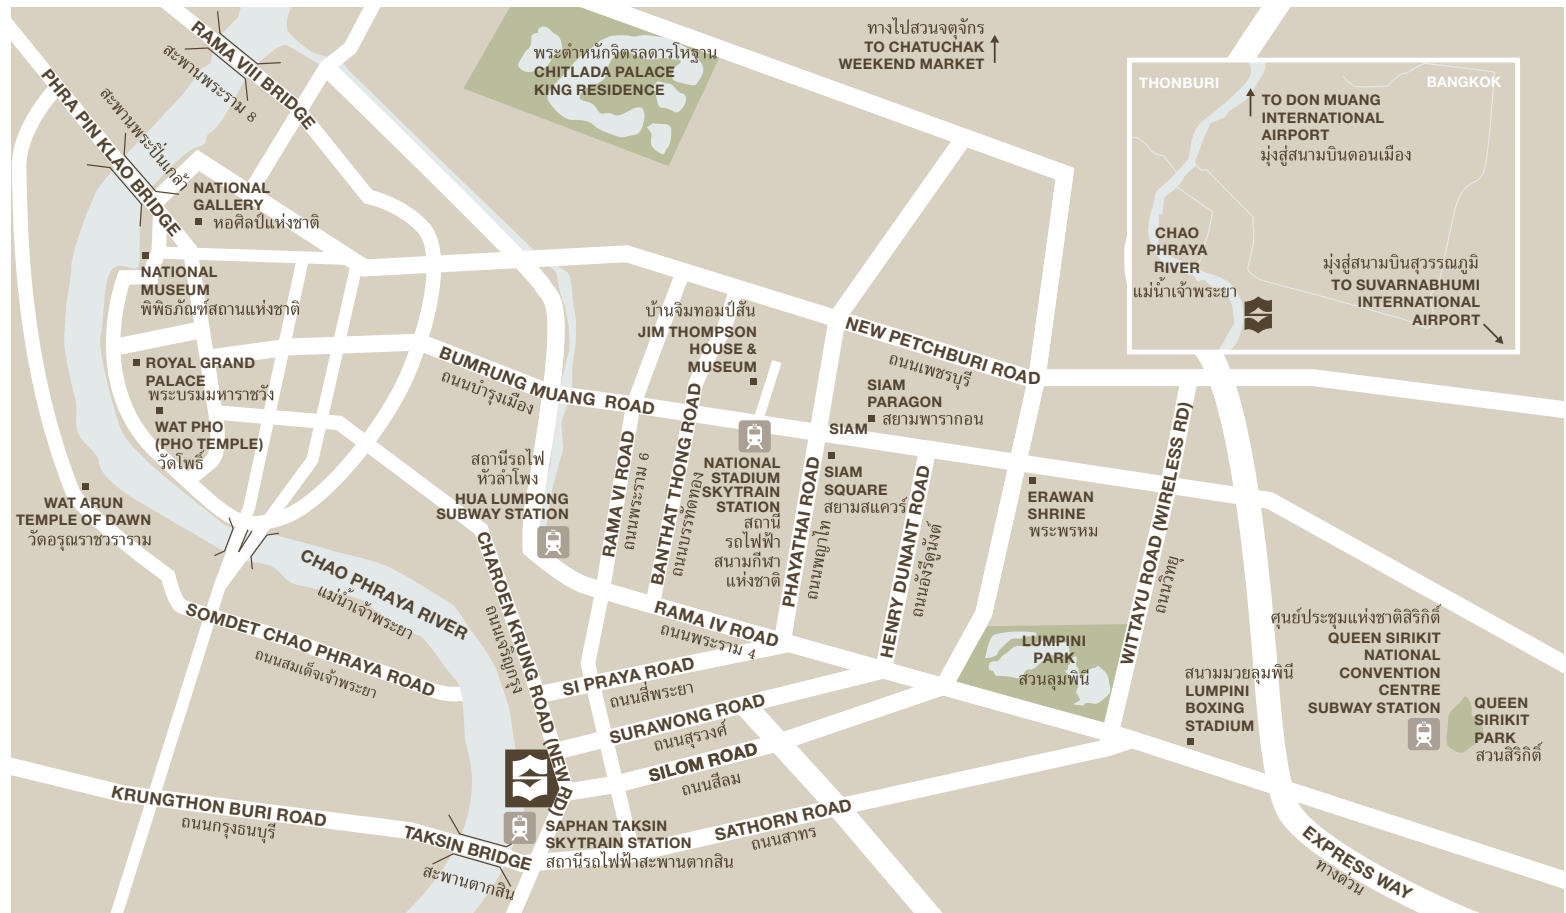 RAMA VIII BRIDGE
สะพานพระราม 8
PHRA PIN KLAO BRIDGE
สะพานพระปิ่นเกล้า
พระตำหนักจิตรลดารโหฐาน
CHITLADA PALACE
KING RESIDENCE
ทางไปสวนจตุจักร
TO CHATUCHAK
WEEKEND MARKET
THONBURI
BANGKOK
TO DON MUANG
INTERNATIONAL
AIRPORT
มุ่งสู่สนามบินดอนเมือง
CHAO
PHRAYA
RIVER
แม่น้ำเจ้าพระยา
มุ่งสู่สนามบินสุวรรณภูมิ
TO SUVARNABHUMI
INTERNATIONAL
AIRPORT
NATIONAL
GALLERY
หอศิลป์แห่งชาติ
NATIONAL
MUSEUM
พิพิธภัณฑ์สถานแห่งชาติ
ROYAL GRAND
PALACE
พระบรมมหาราชวัง
WAT PHO
(PHO TEMPLE)
วัดโพธิ์
WAT ARUN
TEMPLE OF DAWN
วัดอรุณราชวราราม
บ้านจิมทอมป์สัน
JIM THOMPSON
HOUSE &
MUSEUM
NEW PETCHBURI ROAD
ถนนเพชรบุรี
BUMRUNG MUANG ROAD
ถนนบำรุงเมือง
SIAM
PARAGON
สยามพารากอน
SIAM
SIAM
SQUARE
สยามสแควร์
สถานีรถไฟ
หัวลำโพง
HUA LUMPONG
SUBWAY STATION
RAMA VI ROAD
ถนนพระราม 6
BANTHAT THONG ROAD
ถนนบรรทัดทอง
NATIONAL
STADIUM
SKYTRAIN
STATION
สถานี
รถไฟฟ้า
สนามกีฬา
แห่งชาติ
PHAYATHAI ROAD
ถนนพญาไท
HENRY DUNANT ROAD
ถนนอังรีดูนังต์
ERAWAN
SHRINE
พระพรหม
WITTAYU ROAD (WIRELESS RD)
ถนนวิทยุ
CHAO PHRAYA RIVER
แม่น้ำเจ้าพระยา
SOMDET CHAO PHRAYA ROAD
ถนนสมเด็จเจ้าพระยา
CHAROEN KRUNG ROAD (NEW RD)
ถนนเจริญกรุง
RAMA IV ROAD
ถนนพระราม 4
SI PRAYA ROAD
ถนนสี่พระยา
SURAWONG ROAD
ถนนสุรวงศ์
SILOM ROAD
ถนนสีลม
SATHORN ROAD
ถนนสาทร
LUMPINI
PARK
สวนลุมพินี
สนามมวยลุมพินี
LUMPINI
BOXING
STADIUM
ศูนย์ประชุมแห่งชาติสิริกิติ์
QUEEN SIRIKIT
NATIONAL
CONVENTION
CENTRE
SUBWAY STATION
QUEEN
SIRIKIT
PARK
สวนสิริกิติ์
KRUNGTHON BURI ROAD
ถนนกรุงธนบุรี
TAKSIN BRIDGE
สะพานตากสิน
SAPHAN TAKSIN
SKYTRAIN STATION
สถานีรถไฟฟ้าสะพานตากสิน
EXPRESS WAY
ทางด่วน